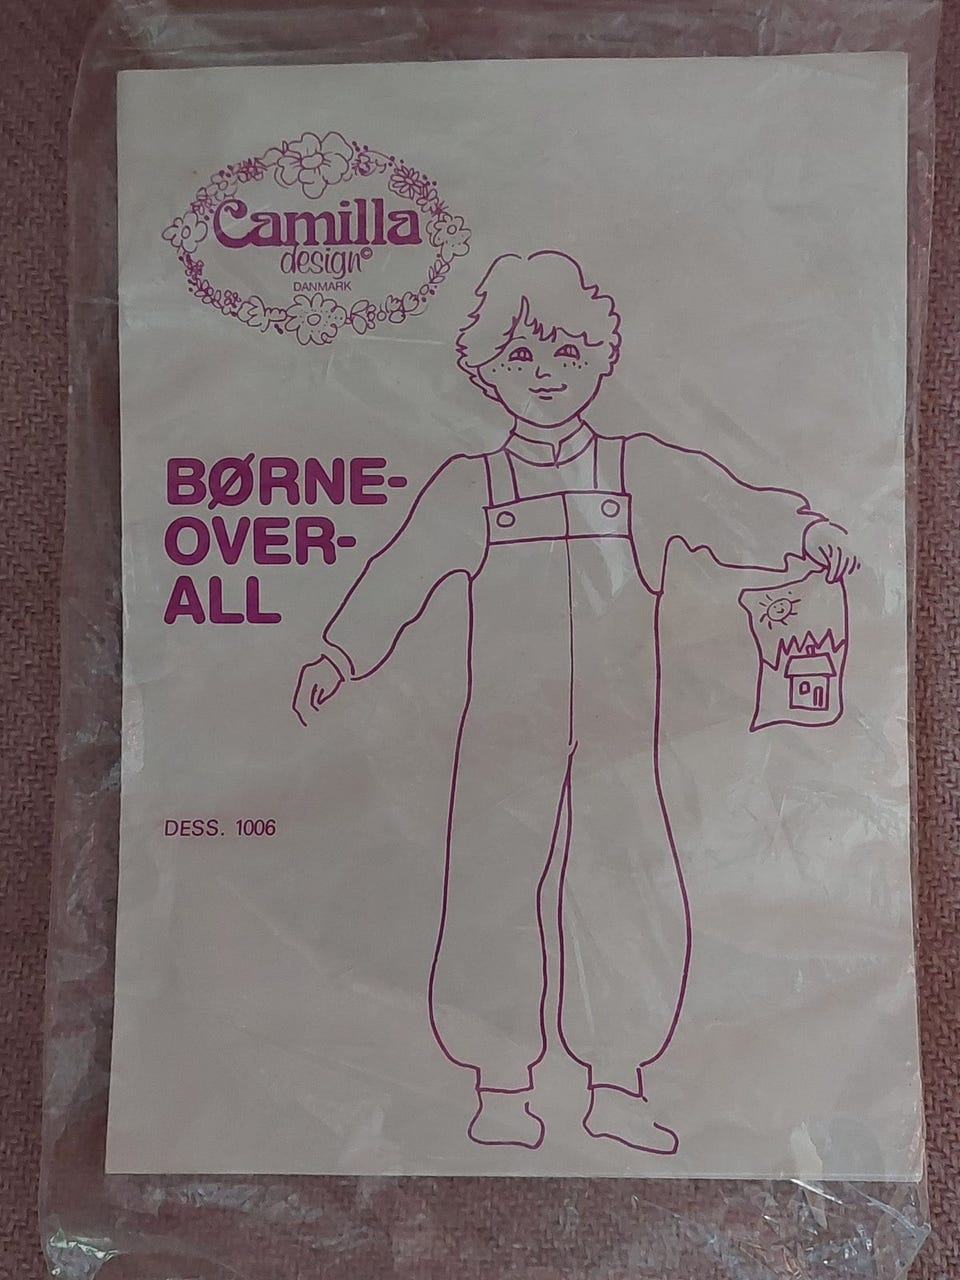 Camilla
design©
DANMARK
BØRNE-
OVER-
ALL
DESS. 1006